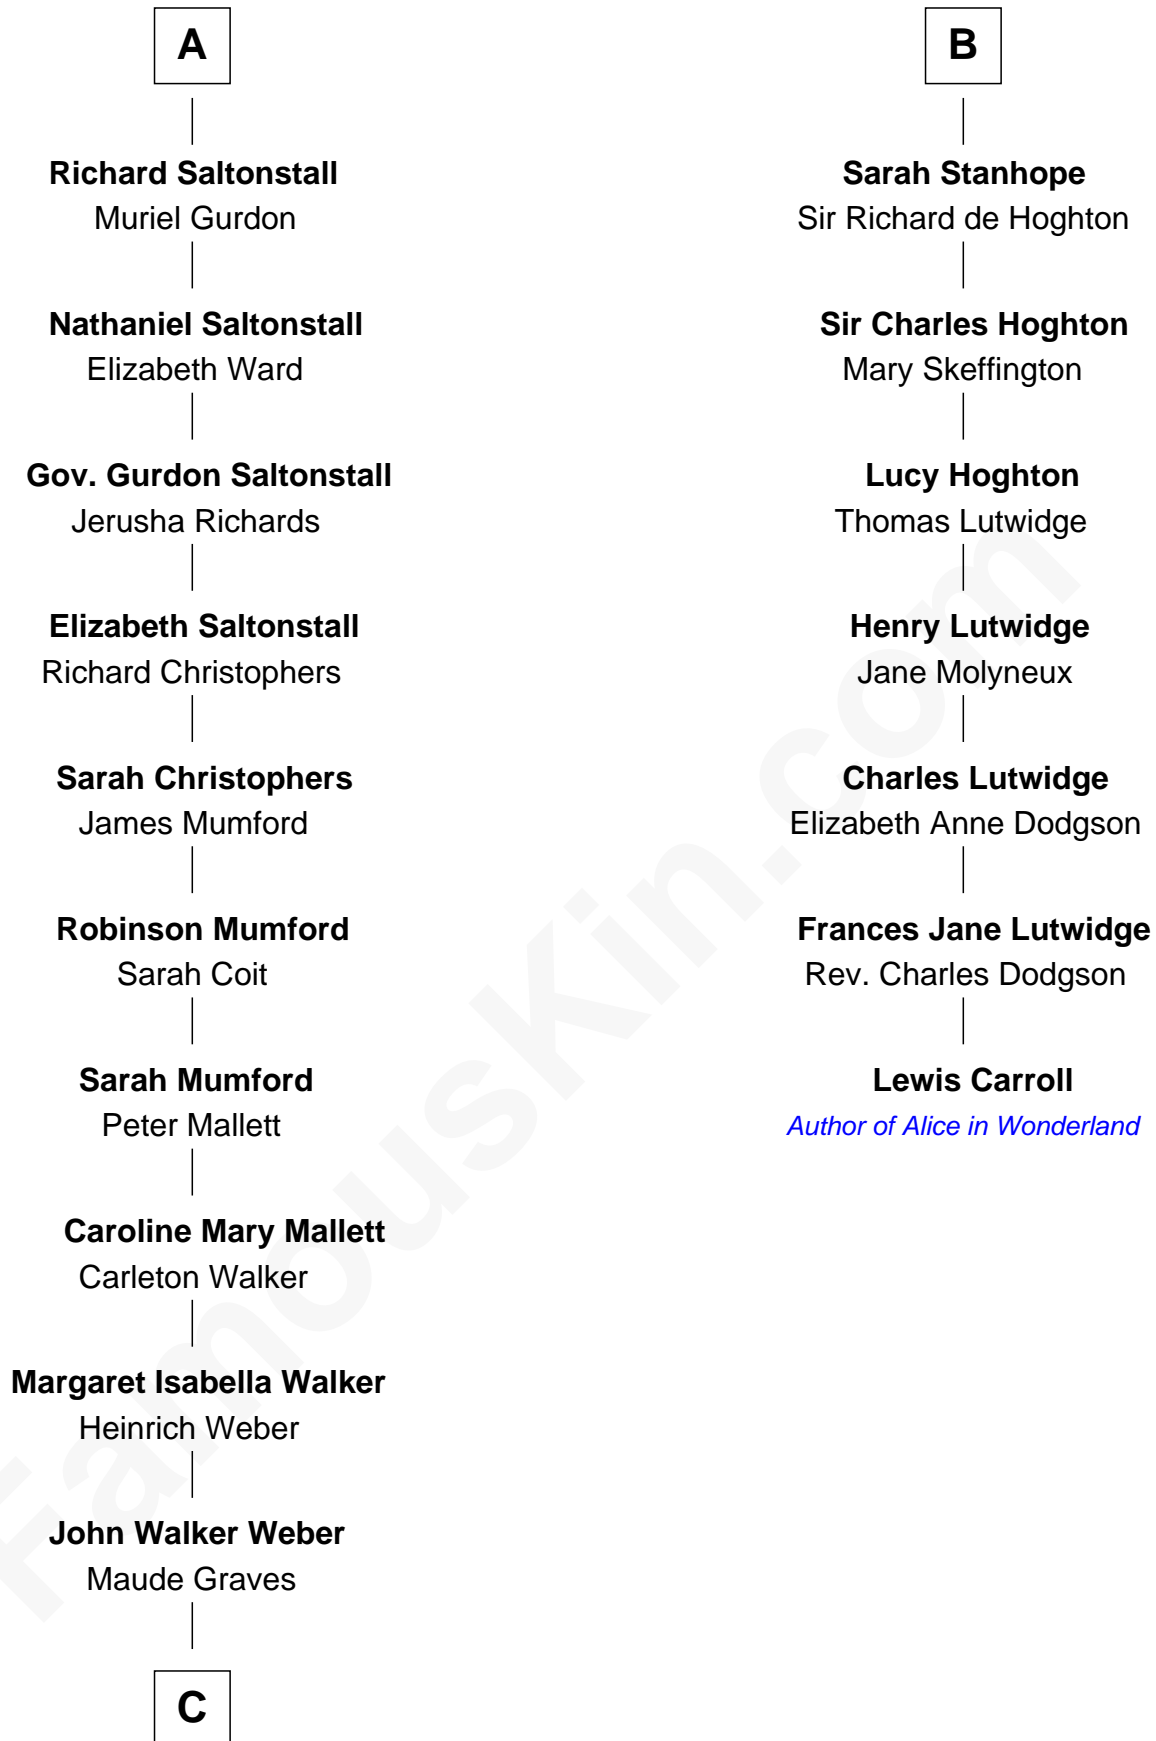 A
Richard Saltonstall
Muriel Gurdon
Nathaniel Saltonstall
Elizabeth Ward
Gov. Gurdon Saltonstall
Jerusha Richards
Elizabeth Saltonstall
Richard Christophers
Sarah Christophers
James Mumford
Robinson Mumford
Sarah Coit
Sarah Mumford
Peter Mallett
Caroline Mary Mallett
Carleton Walker
Margaret Isabella Walker
Heinrich Weber
John Walker Weber
Maude Graves
C
B
Sarah Stanhope
Sir Richard de Hoghton
Sir Charles Hoghton
Mary Skeffington
Lucy Hoghton
Thomas Lutwidge
Henry Lutwidge
Jane Molyneux
Charles Lutwidge
Elizabeth Anne Dodgson
Frances Jane Lutwidge
Rev. Charles Dodgson
Lewis Carroll
Author of Alice in Wonderland
FamousKin.com